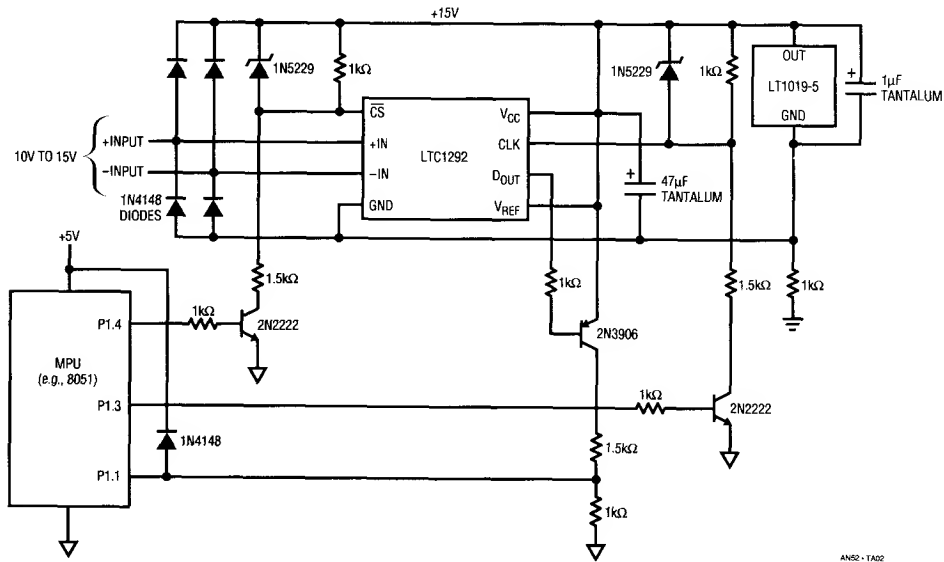 +15V
1N5229
1kΩ
1N5229
1kΩ
OUT
LT1019-5
GND
+
1µF
TANTALUM
CS
VCC
+IN
CLK
LTC1292
–IN
DOUT
GND
VREF
10V TO 15V
+INPUT
–INPUT
1N4148
DIODES
+
47µF
TANTALUM
+5V
1.5kΩ
1kΩ
1.5kΩ
1kΩ
P1.4
1kΩ
2N2222
2N3906
MPU
(e.g., 8051)
P1.3
1kΩ
2N2222
1N4148
1.5kΩ
P1.1
1kΩ
AN52 • TA02